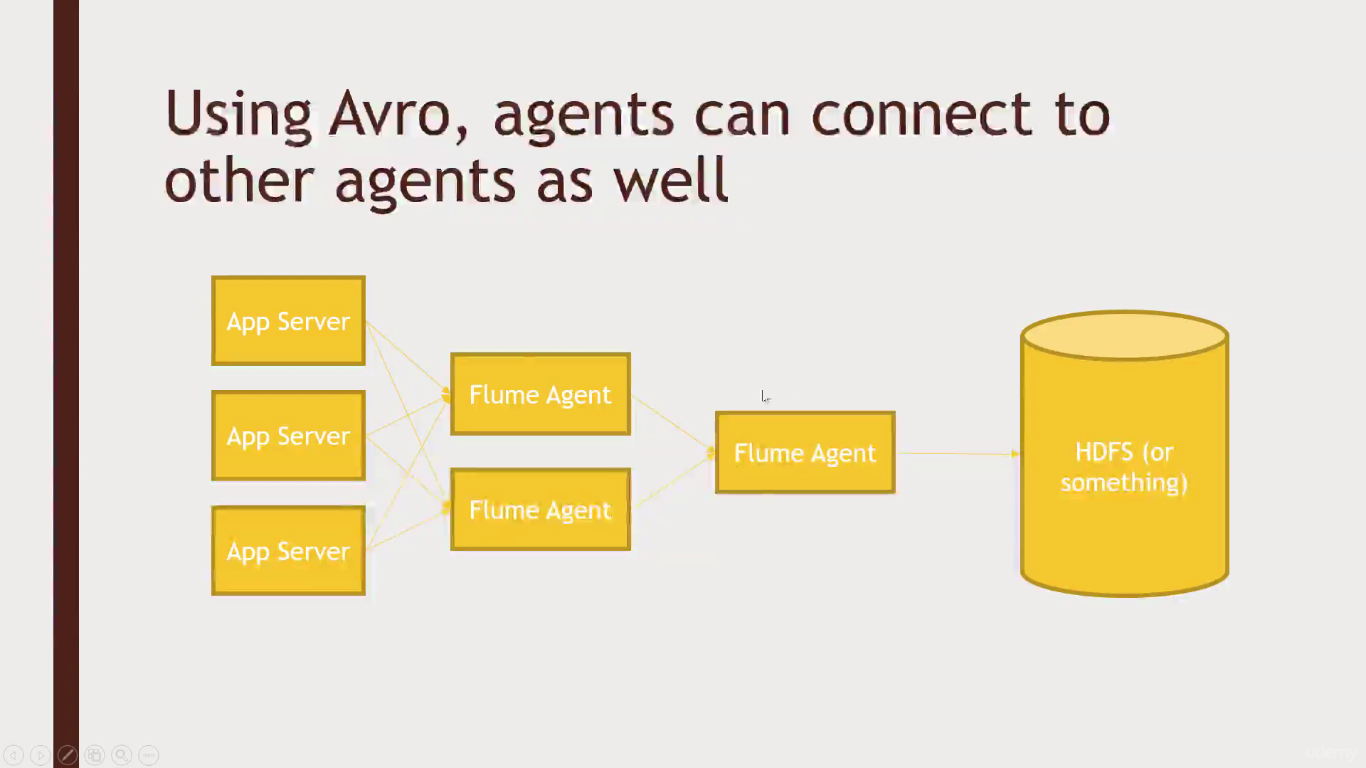 Using Avro, agents can connect to
other agents as well
App Server
App Server
App Server
Flume Agent
Flume Agent
Flume Agent
HDFS (or
something)
udemy